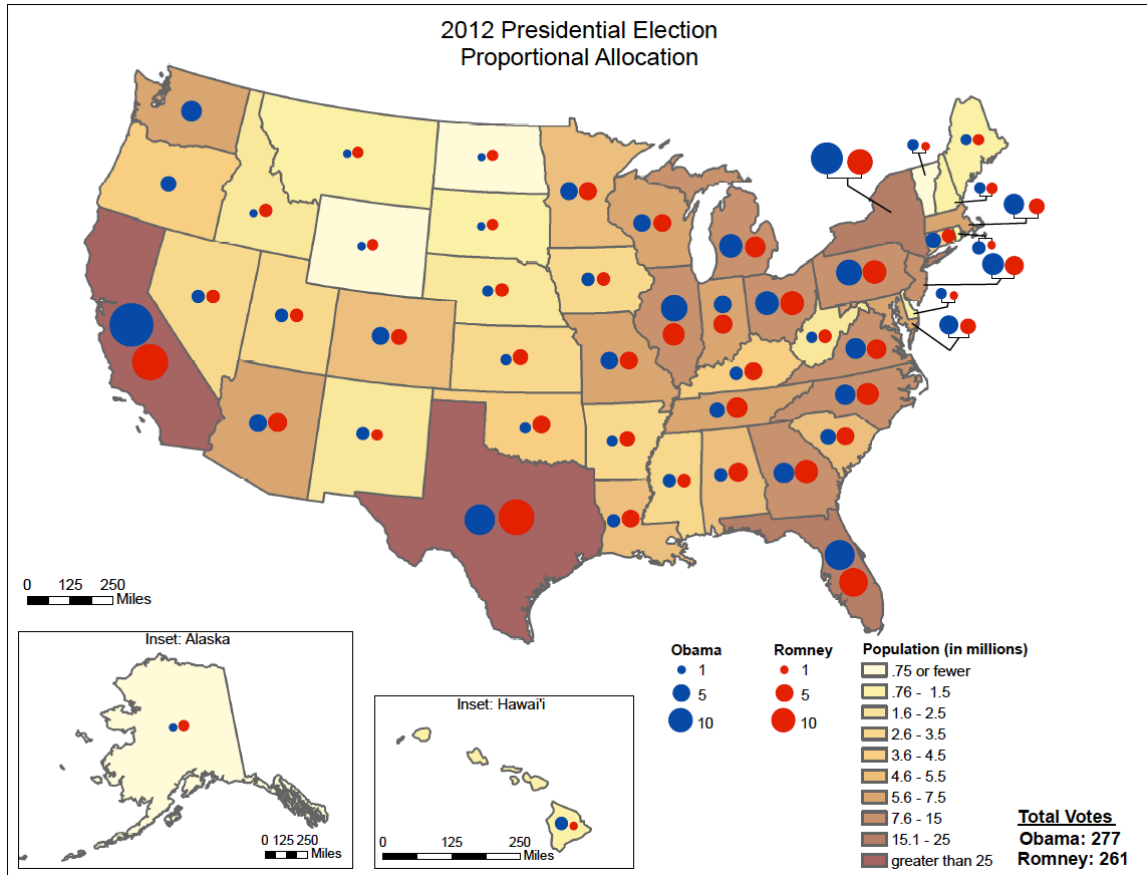 2012 Presidential Election
Proportional Allocation
0 125 250
Miles
Inset: Alaska
0 125 250
Miles
Inset: Hawai'i
0 125 250
Miles
Obama
1
5
10
Romney
1
5
10
Population (in millions)
.75 or fewer
.76 - 1.5
1.6 - 2.5
2.6 - 3.5
3.6 - 4.5
4.6 - 5.5
5.6 - 7.5
7.6 - 15
15.1 - 25
greater than 25
Total Votes
Obama: 277
Romney: 261